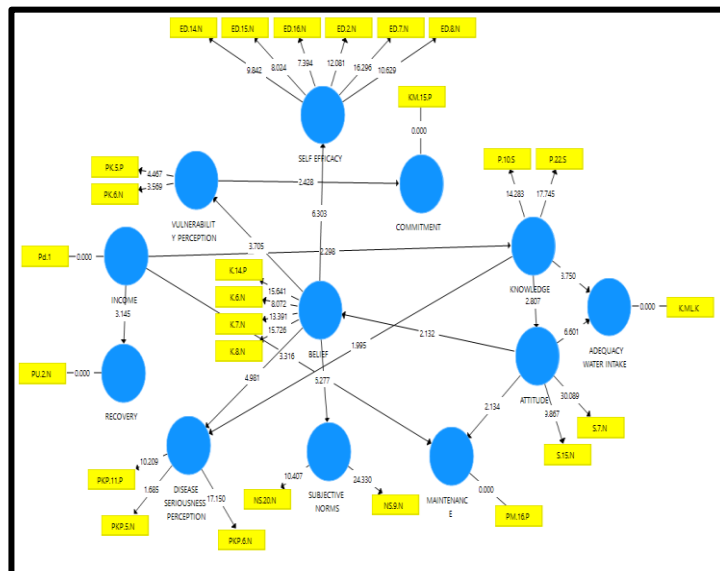 ED.14.N
ED.15.N
ED.16.N
ED.2.N
ED.7.N
ED.8.N
9.842
8.024
7.394
12.081
16.296
10.629
KM.15.P
0.000
SELF EFFICACY
PK.5.P
4.467
PK.6.N
3.569
2.428
P.10.S
P.22.S
14.283
17.745
VULNERABILIT
Y PERCEPTION
COMMITMENT
6.303
3.705
2.298
Pd.1
0.000
K.14.P
15.641
K.6.N
8.072
K.7.N
13.391
K.8.N
15.726
INCOME
3.145
KNOWLEDGE
2.807
3.750
0.000
KML.K
BELIEF
2.132
6.601
ADEQUACY
WATER INTAKE
3.316
1.995
PU.2.N
0.000
RECOVERY
4.981
5.277
ATTITUDE
2.134
9.867
30.089
S.7.N
S.15.N
PKP.11.P
10.209
1.685
17.150
DISEASE
SERIOUSNESS
PERCEPTION
10.407
SUBJECTIVE
NORMS
24.330
MAINTENANC
E
0.000
NS.20.N
NS.9.N
PM.16.P
PKP.5.N
PKP.6.N